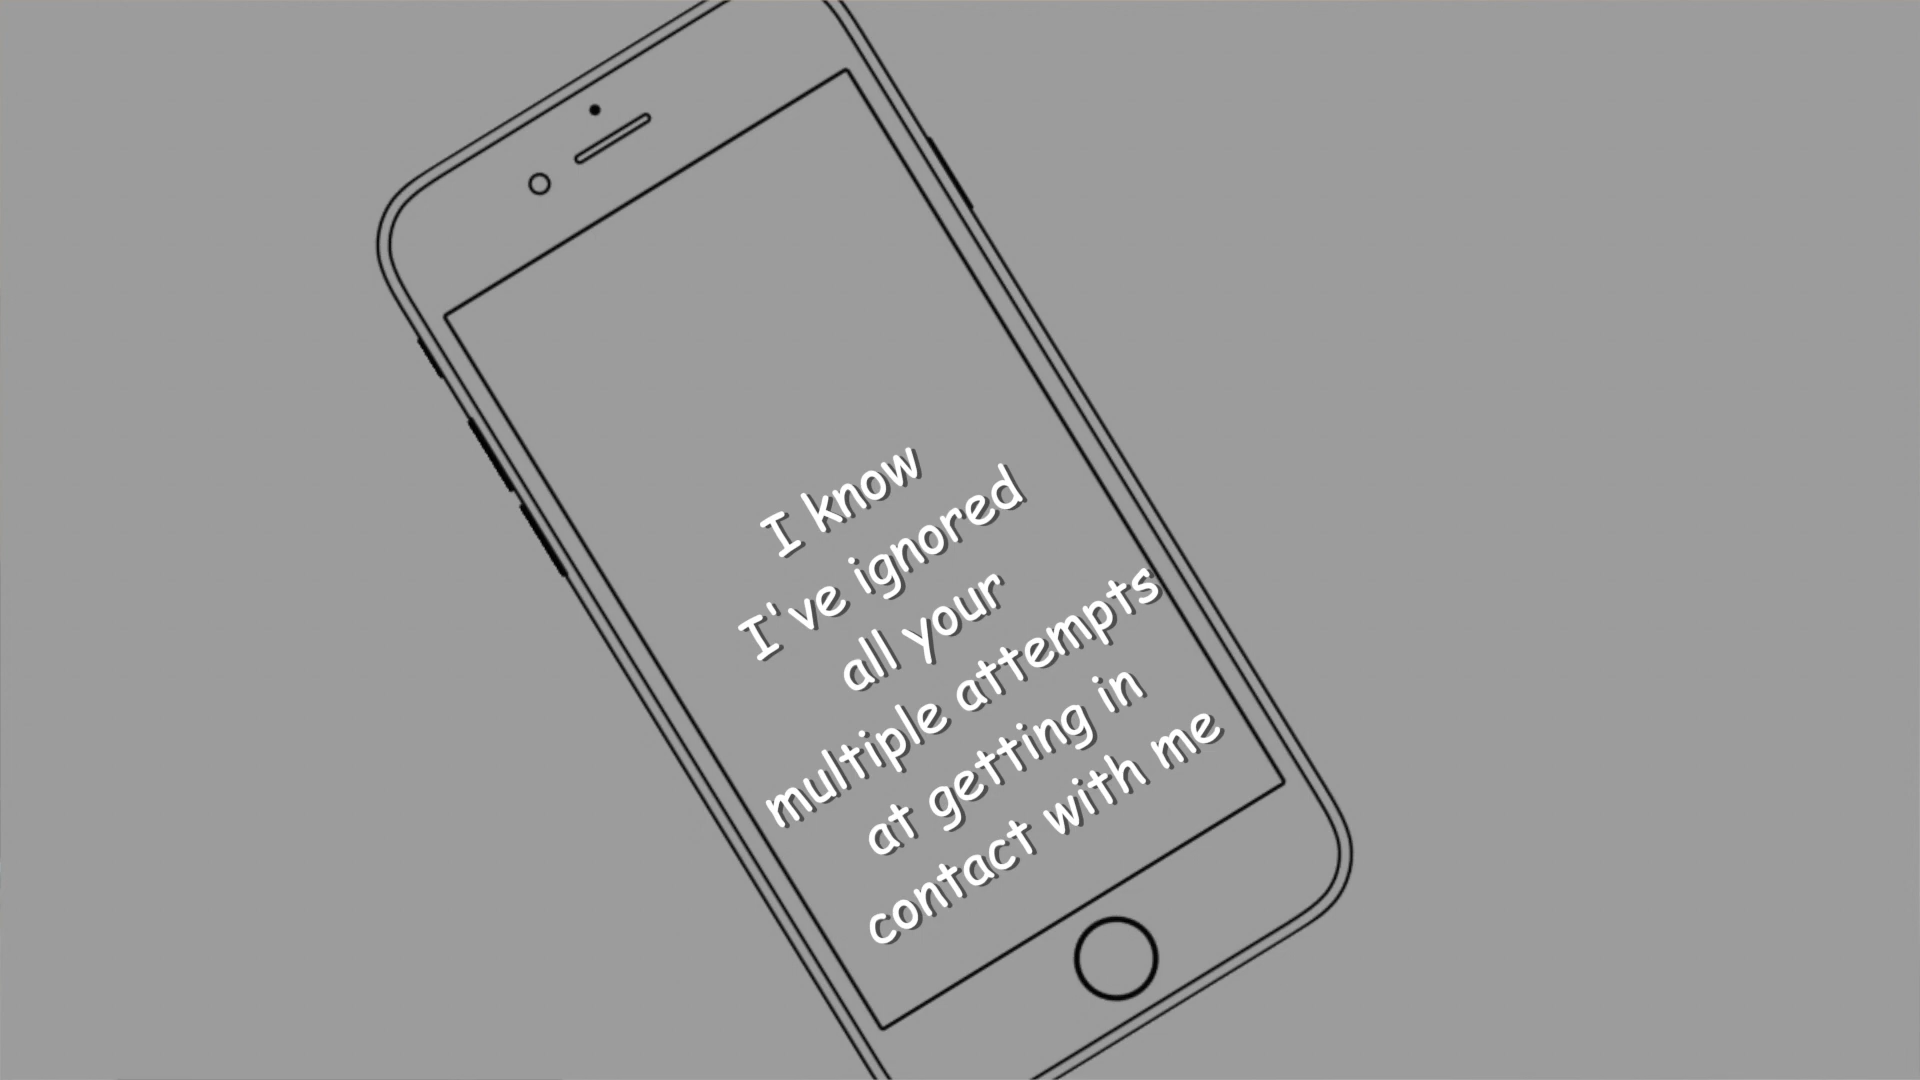 I know
I've ignored
all your
multiple attempts
at getting in
contact with me